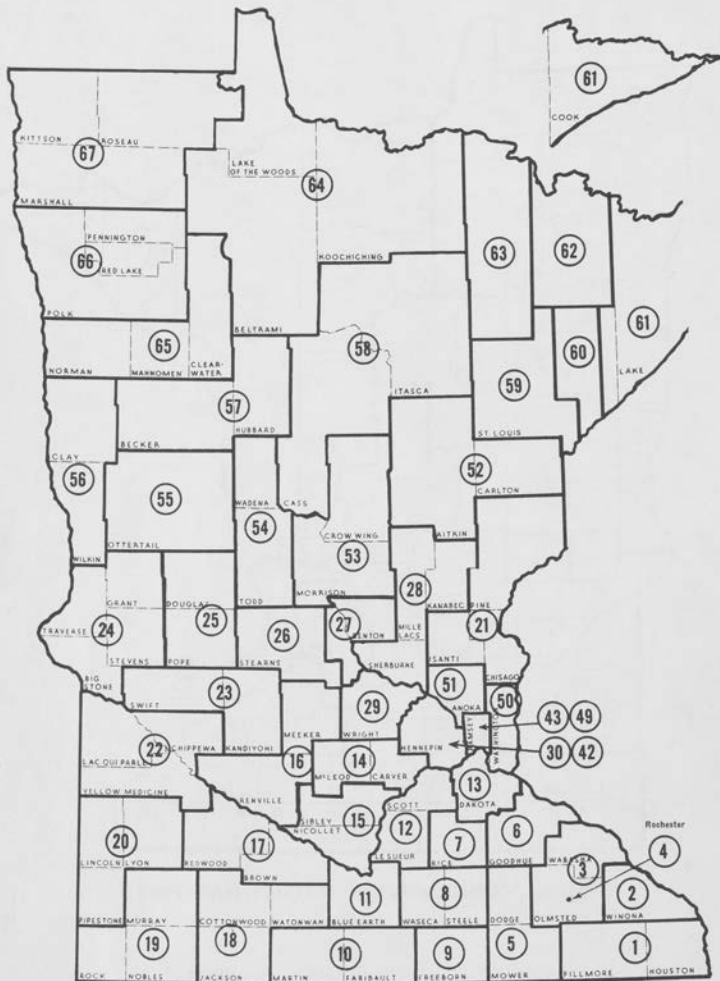 61
COOK
KITTSON
ROSEAU
67
LAKE
OF THE WOODS
64
MARSHALL
PENNINGTON
66
RED LAKE
KOOCHICHING
63
62
POLK
65
BELTRAMI
58
61
60
NORMAN
MAHNOMEN
CLEAR-
WATER
59
LAKE
57
HUBBARD
ITASCA
BECKER
ST. LOUIS
CLAY
56
55
52
CARLTON
WADENA
CASS
54
CROW WING
AITKIN
53
OTTERTAIL
WILKIN
28
GRANT
DOUGLAS
TODD
MORRISON
KANABEC
PINE
24
25
27
BENTON
MILLE
LACS
21
TRAVERSE
26
STEVENS
POPE
STEARNS
SHERBURNE
ISANTI
CHISAGO
BIG
STONE
23
51
50
SWIFT
ANOKA
MEEKER
29
WRIGHT
RAMSEY
WASHINGTON
43
49
22
CHIPPEWA
KANDIYOHI
HENNEPIN
30
42
16
14
LACQUI PARLE
MCLEOD
CARVER
13
YELLOW MEDICINE
RENVILLE
SIBLEY
15
SCOTT
DAKOTA
20
NICOLLET
12
6
Rochester
17
LE SUEUR
7
LINCOLN
LYON
REDWOOD
RICE
GOODHUE
WABASHA
4
BROWN
3
11
8
2
PIPESTONE
MURRAY
COTTONWOOD
WATONWAN
BLUE EARTH
WASECA
STEELE
DODGE
OLMSTED
WINONA
19
18
10
9
5
1
ROCK
NOBLES
JACKSON
MARTIN
FARIBAULT
FREEBORN
MOWER
FILLMORE
HOUSTON